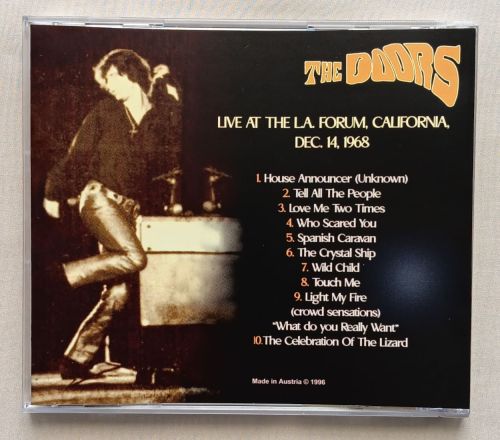 THE DOORS
LIVE AT THE L.A. FORUM, CALIFORNIA,
DEC. 14, 1968
1. House Announcer (Unknown)
2. Tell All The People
3. Love Me Two Times
4. Who Scared You
5. Spanish Caravan
6. The Crystal Ship
7. Wild Child
8. Touch Me
9. Light My Fire
(crowd sensations)
"What do you Really Want"
10.The Celebration Of The Lizard
Made in Austria © 1996